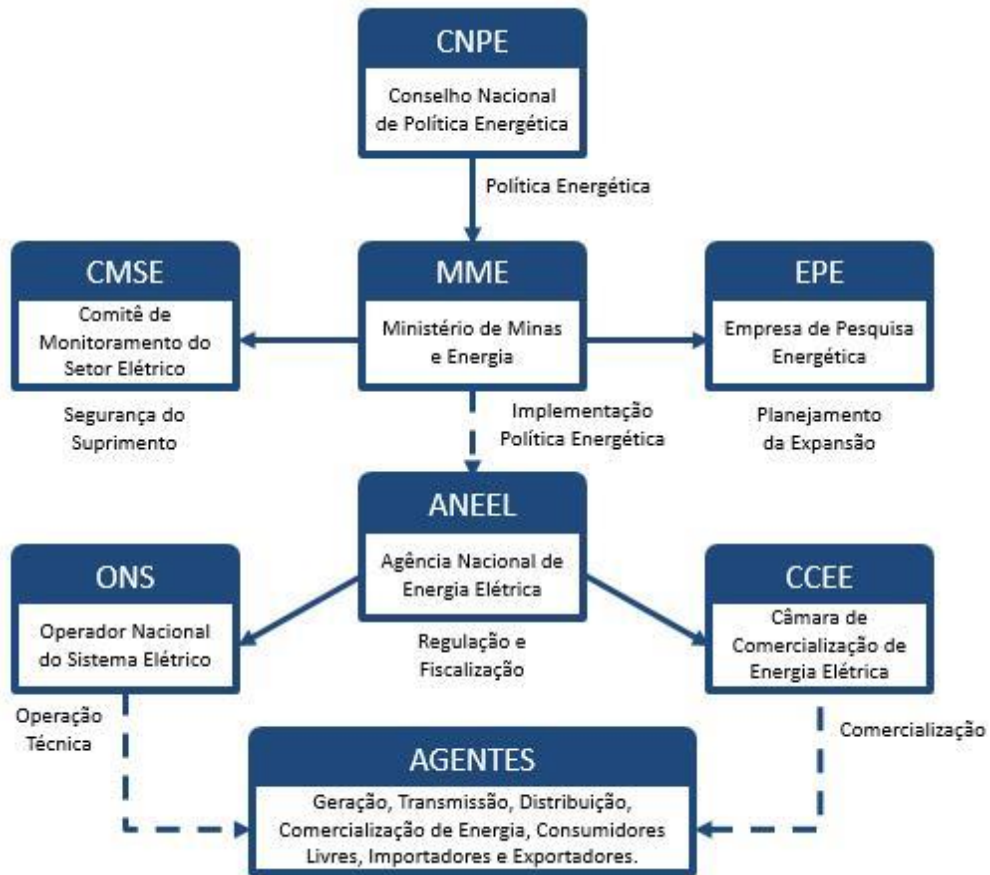 CNPE
Conselho Nacional
de Política Energética
Política Energética
CMSE
Comitê de
Monitoramento do
Setor Elétrico
Segurança do
Suprimento
MME
Ministério de Minas
e Energia
Implementação
Política Energética
EPE
Empresa de Pesquisa
Energética
Planejamento
da Expansão
ANEEL
Agência Nacional de
Energia Elétrica
Regulação e
Fiscalização
ONS
Operador Nacional
do Sistema Elétrico
Operação
Técnica
CCEE
Câmara de
Comercialização de
Energia Elétrica
Comercialização
AGENTES
Geração, Transmissão, Distribuição,
Comercialização de Energia, Consumidores
Livres, Importadores e Exportadores.